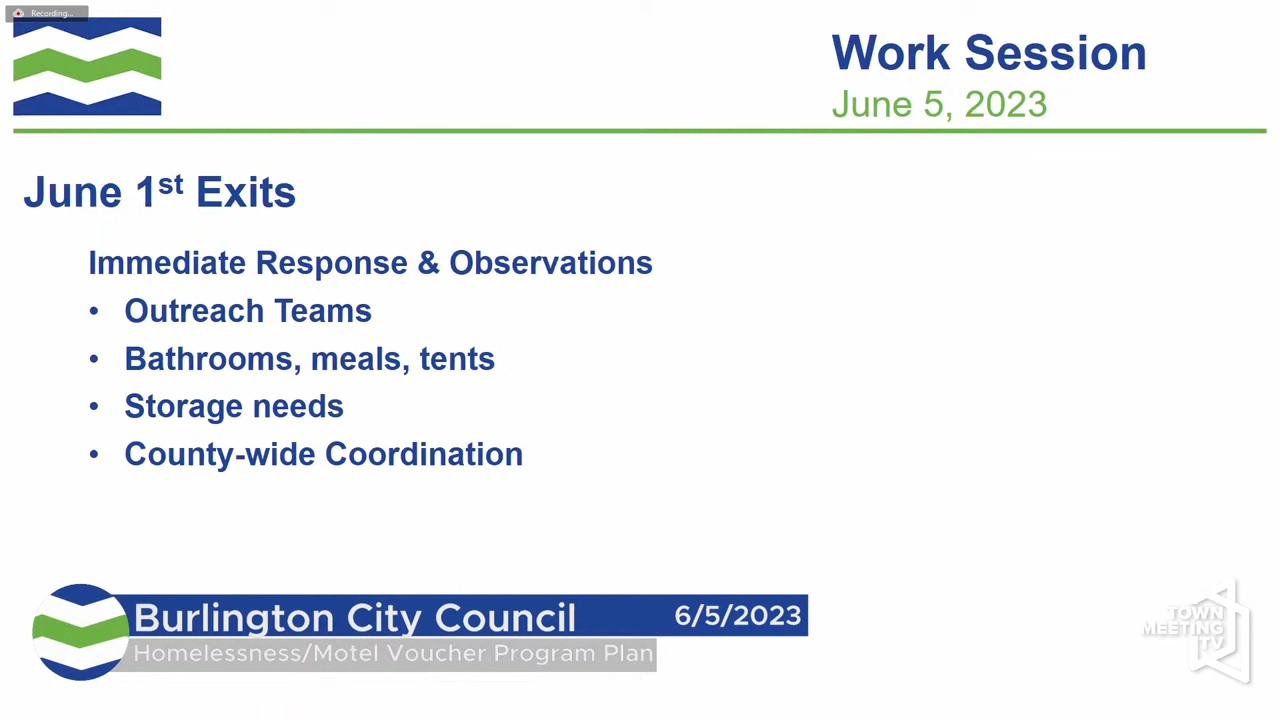 Recording...
Work Session
June 5, 2023
June 1st Exits
Immediate Response & Observations
• Outreach Teams
• Bathrooms, meals, tents
• Storage needs
• County-wide Coordination
Burlington City Council 6/5/2023
Homelessness/Motel Voucher Program Plan
TOWN
MEETING
TV